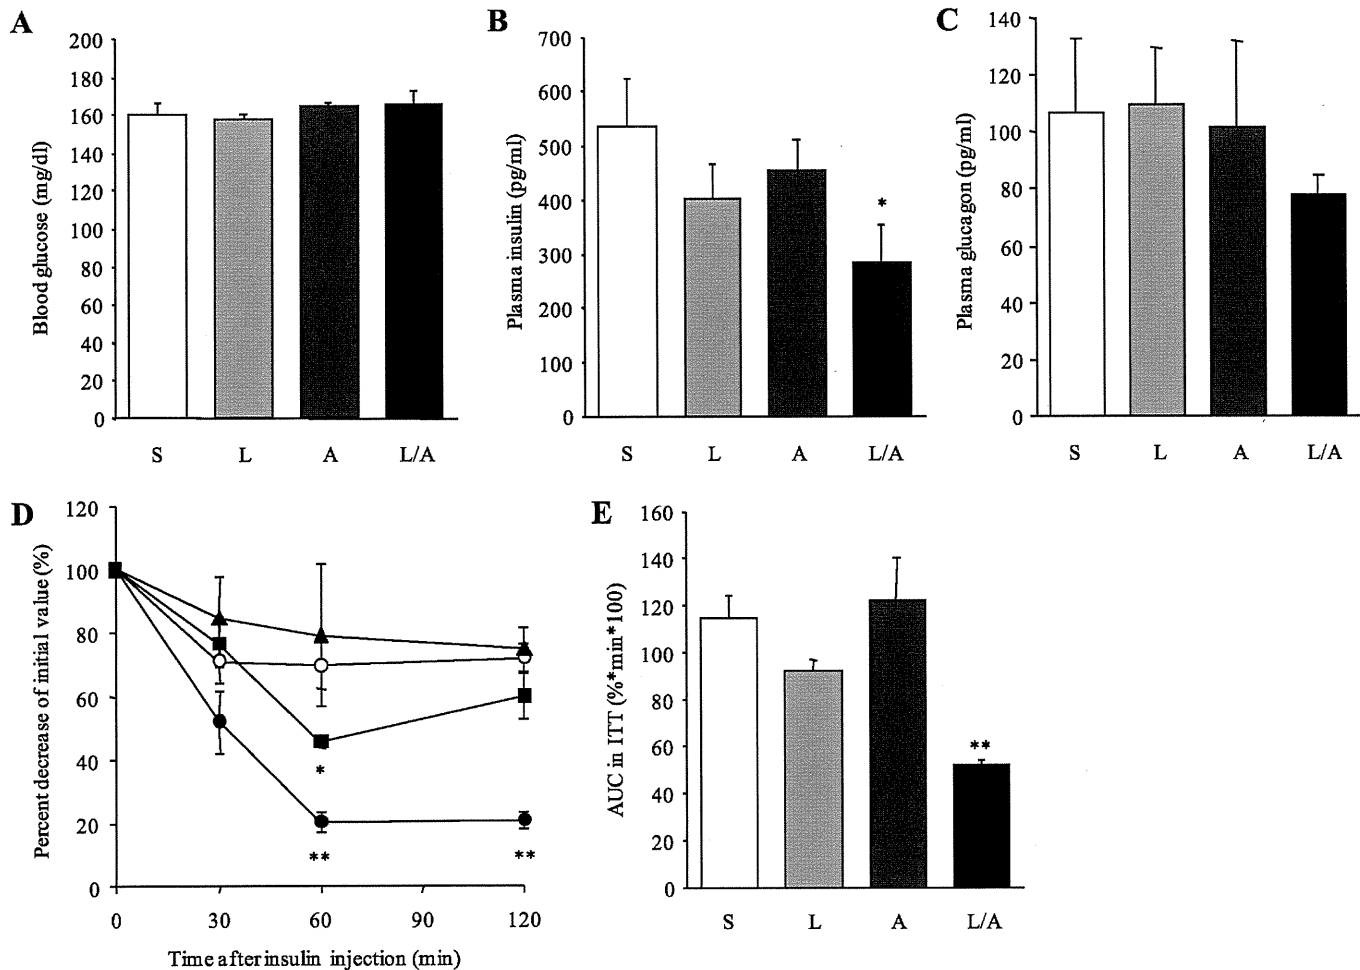 A
Blood glucose (mg/dl)
200
180
160
140
120
100
80
60
40
20
0
S L A L/A
B
Plasma insulin (pg/ml)
700
600
500
400
300
200
100
0
*
S L A L/A
C
Plasma glucagon (pg/ml)
140
120
100
80
60
40
20
0
S L A L/A
D
Percent decrease of initial value (%)
120
100
80
60
40
20
0
*
** **
0 30 60 90 120
Time afterinsulin injection (min)
E
AUC in ITT (%*min*100)
160
140
120
100
80
60
40
20
0
**
S L A L/A